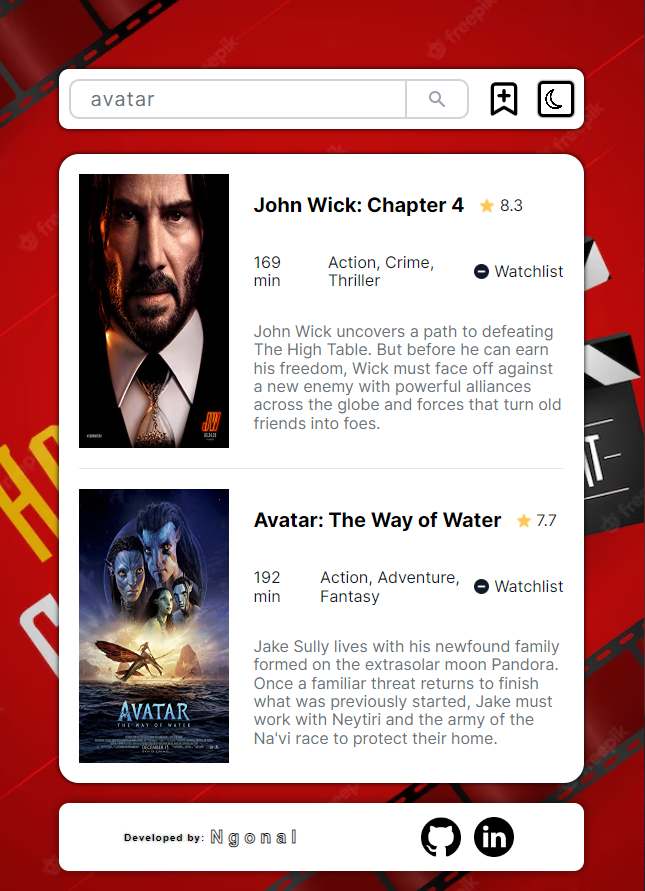 avatar
John Wick: Chapter 4 8.3
169 min
Action, Crime, Thriller
Watchlist
John Wick uncovers a path to defeating
The High Table. But before he can earn
his freedom, Wick must face off against
a new enemy with powerful alliances
across the globe and forces that turn old
friends into foes.
Avatar: The Way of Water 7.7
192 min
Action, Adventure, Fantasy
Watchlist
AVATAR
THE WAY OF WATER
Jake Sully lives with his newfound family
formed on the extrasolar moon Pandora.
Once a familiar threat returns to finish
what was previously started, Jake must
work with Neytiri and the army of the
Na'vi race to protect their home.
Developed by: Ngonal
in
freepik